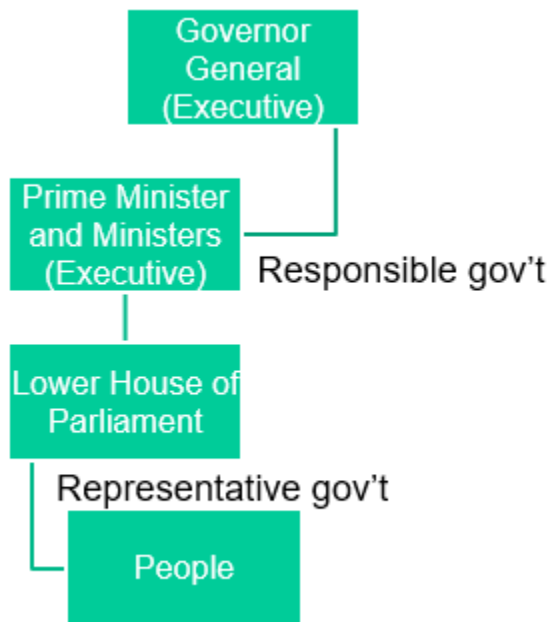 Governor
General
(Executive)
Prime Minister
and Ministers
(Executive)
Responsible gov't
Lower House of
Parliament
Representative gov't
People